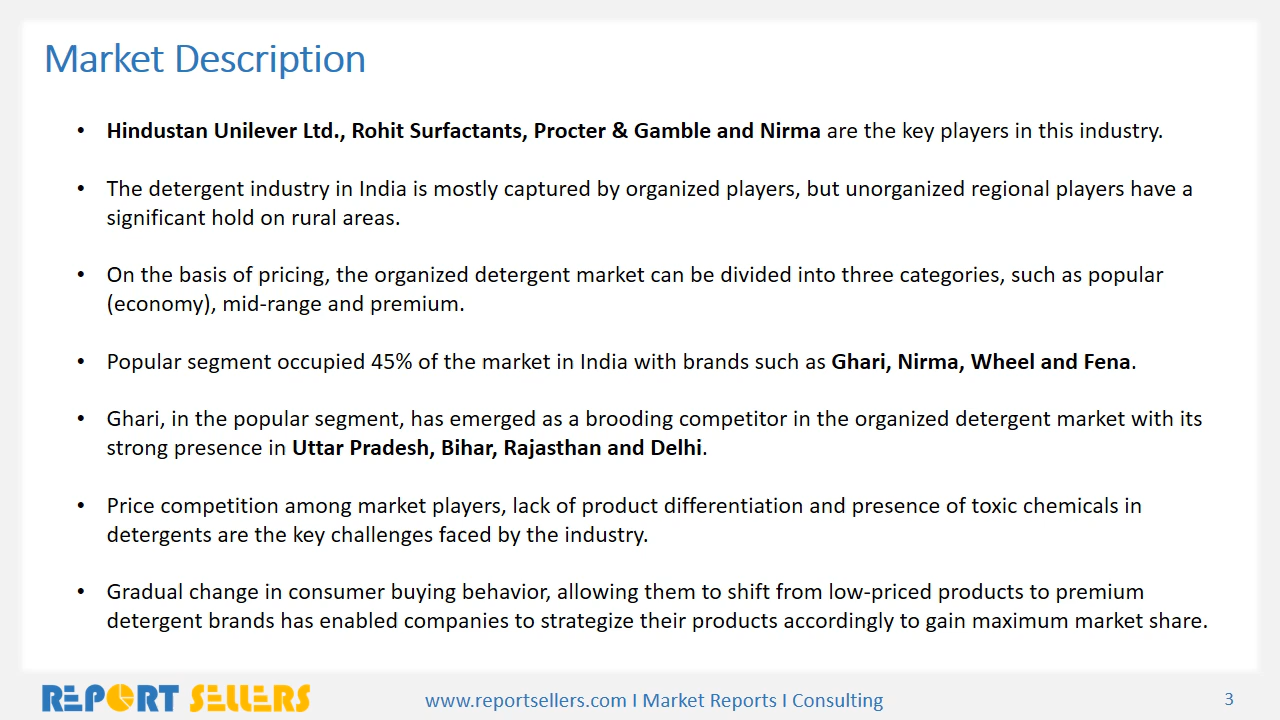 Market Description
• Hindustan Unilever Ltd., Rohit Surfactants, Procter & Gamble and Nirma are the key players in this industry.
• The detergent industry in India is mostly captured by organized players, but unorganized regional players have a
significant hold on rural areas.
• On the basis of pricing, the organized detergent market can be divided into three categories, such as popular
(economy), mid-range and premium.
• Popular segment occupied 45% of the market in India with brands such as Ghari, Nirma, Wheel and Fena.
• Ghari, in the popular segment, has emerged as a brooding competitor in the organized detergent market with its
strong presence in Uttar Pradesh, Bihar, Rajasthan and Delhi.
• Price competition among market players, lack of product differentiation and presence of toxic chemicals in
detergents are the key challenges faced by the industry.
• Gradual change in consumer buying behavior, allowing them to shift from low-priced products to premium
detergent brands has enabled companies to strategize their products accordingly to gain maximum market share.
REPORT SELLERS
www.reportsellers.com I Market Reports I Consulting
3